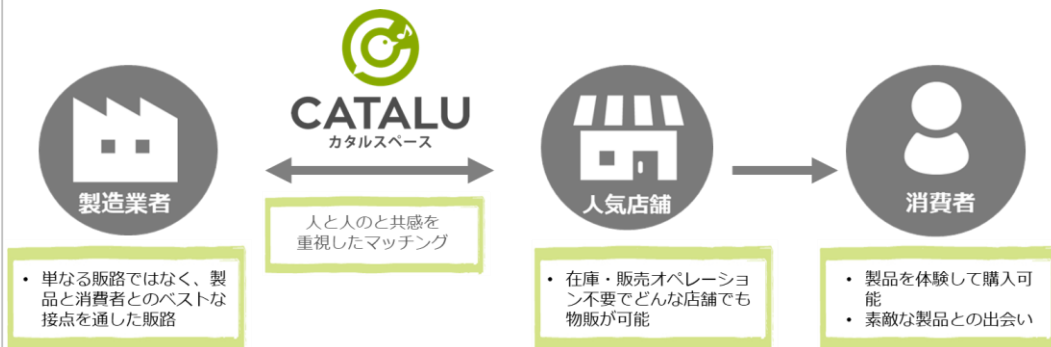 CATALU
カタルスペース
製造業者
人気店舗
消費者
人と人のと共感を
重視したマッチング
• 単なる販路ではなく、製
品と消費者とのベストな
接点を通した販路
• 在庫・販売オペレーショ
ン不要でどんな店舗でも
物販が可能
• 製品を体験して購入可
能
• 素敵な製品との出会い